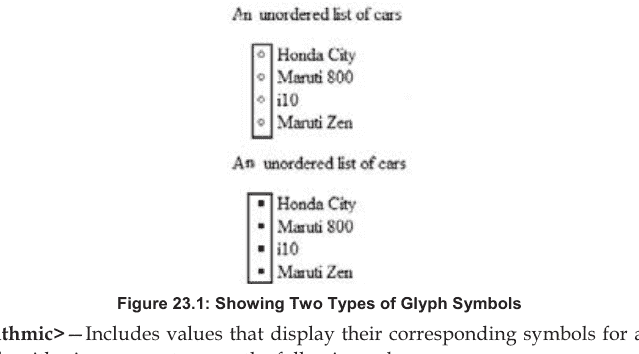 An unordered list of cars
Honda City
Maruti 800
i10
Maruti Zen
An unordered list of cars
Honda City
Maruti 800
i10
Maruti Zen
Figure 23.1: Showing Two Types of Glyph Symbols
thmic>—Includes values that display their corresponding symbols for a